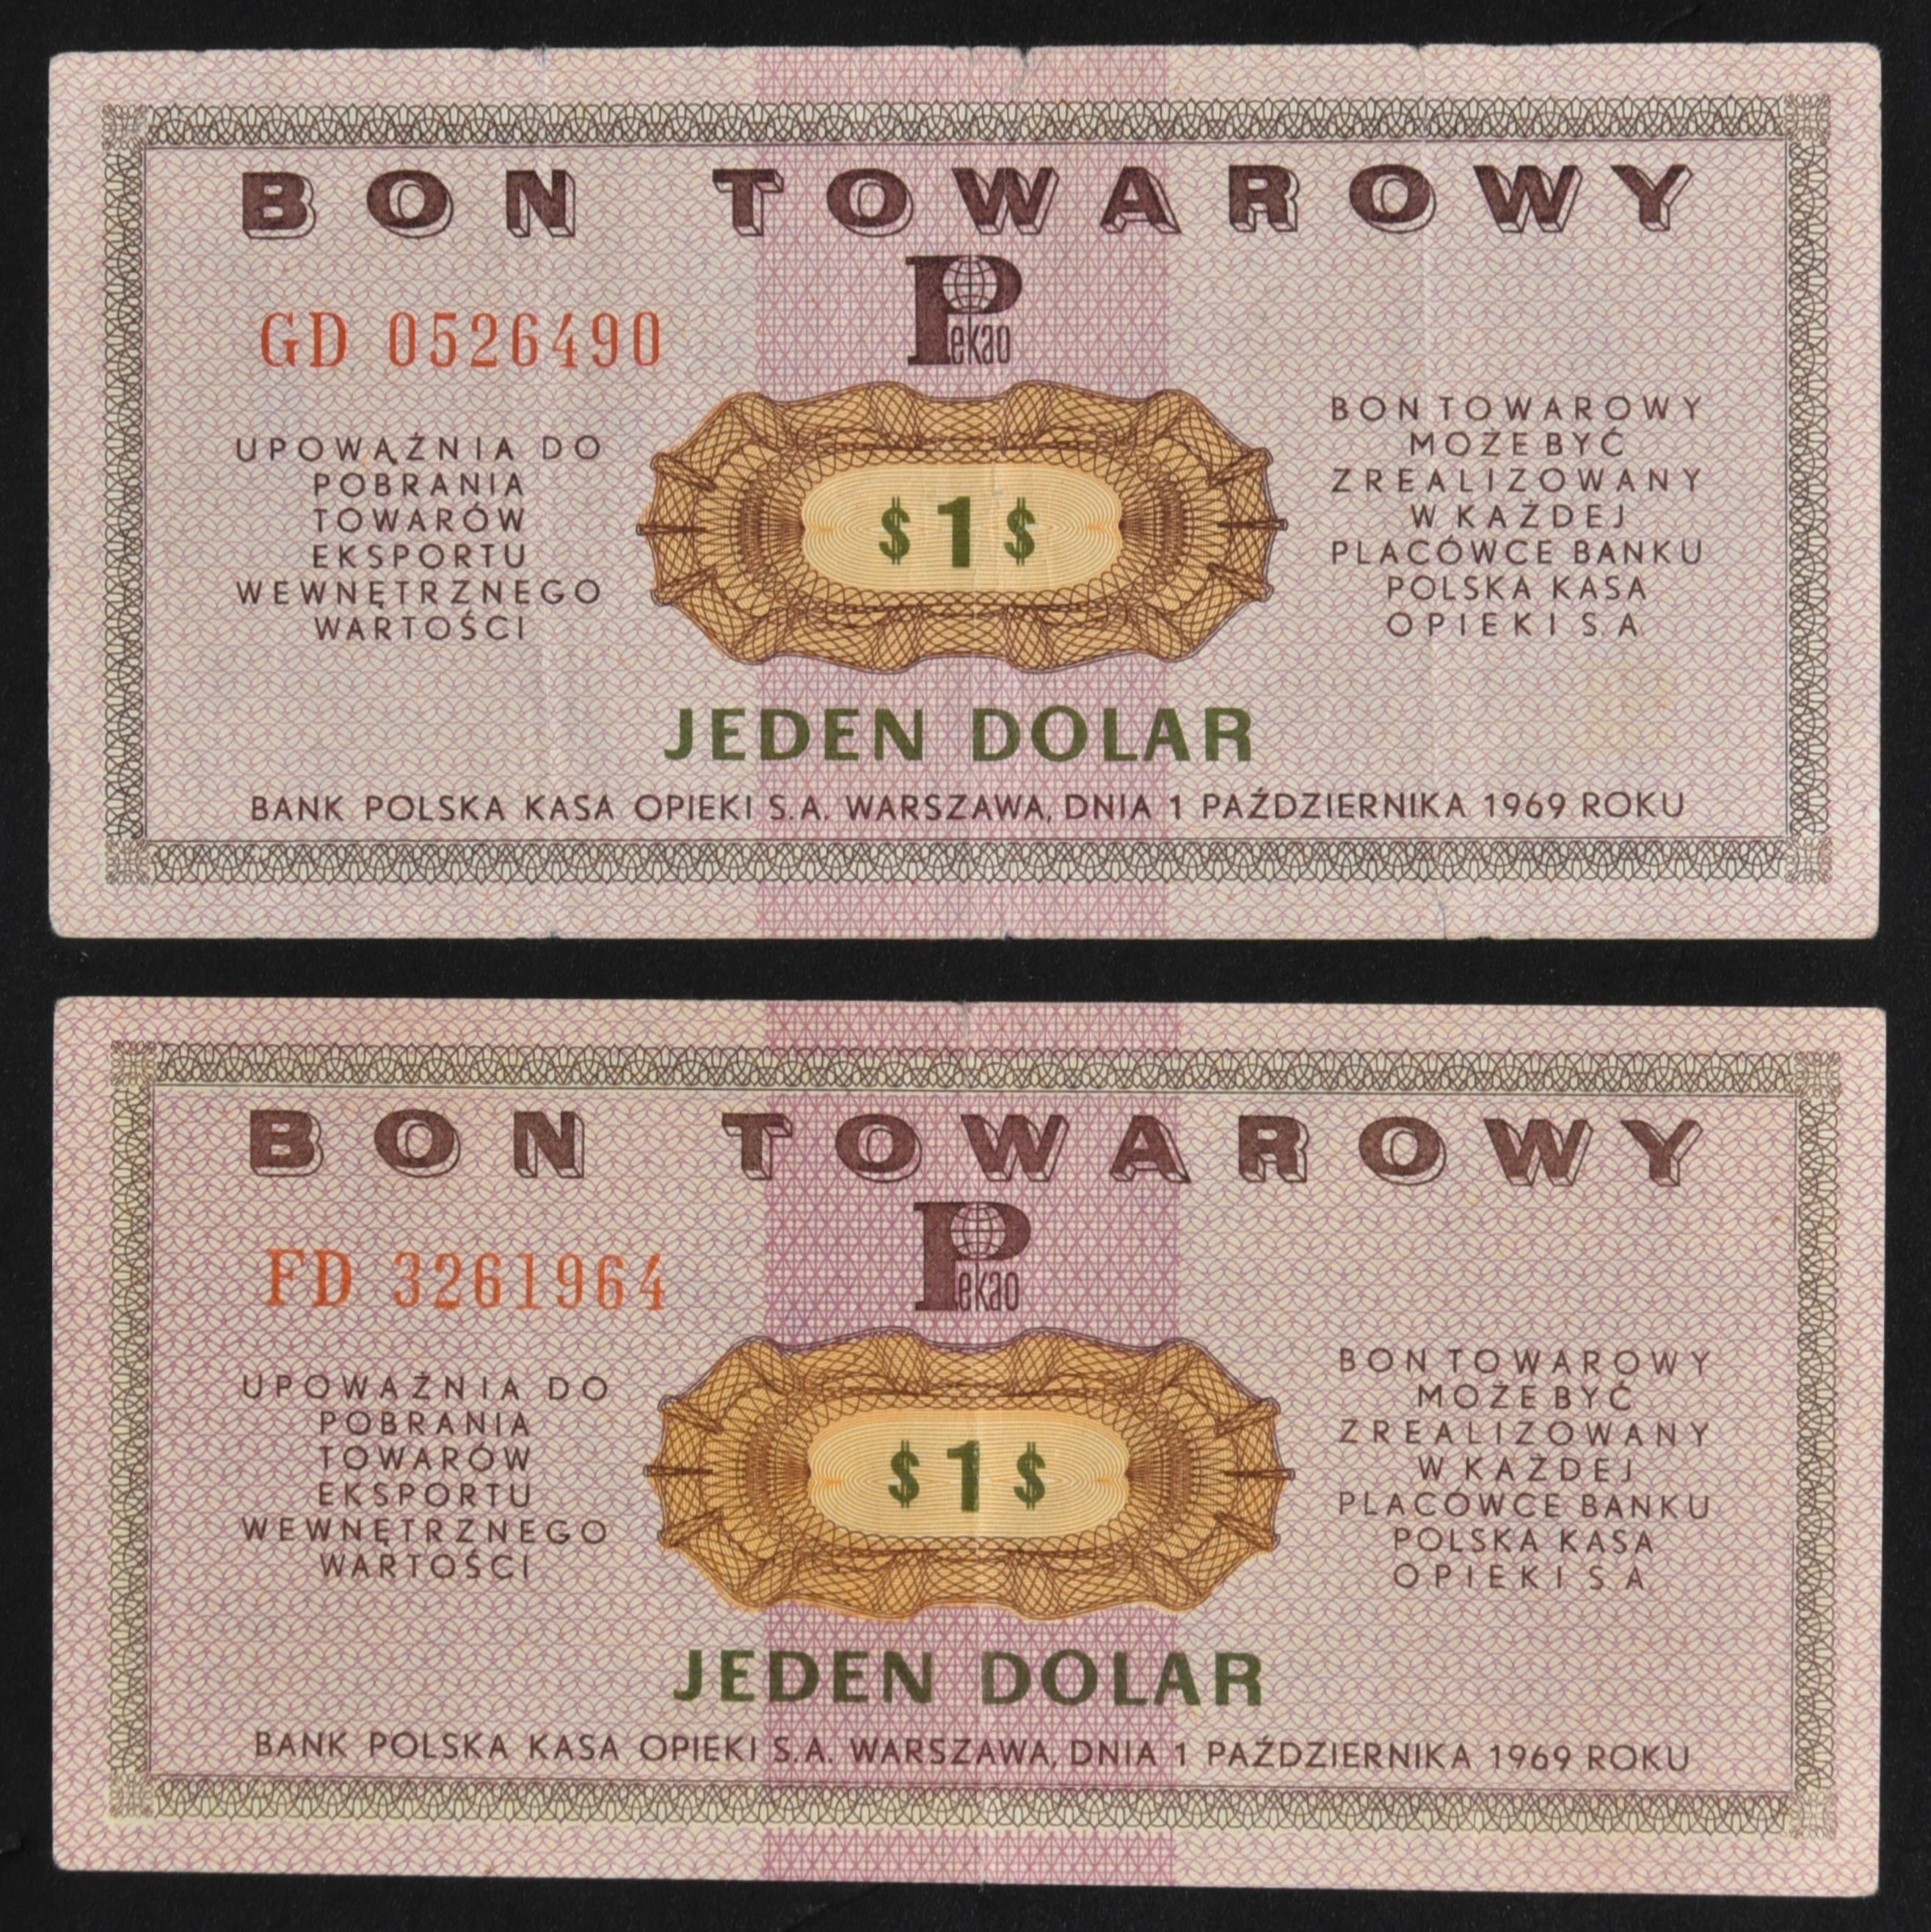 BON TOWAROWY
Pekao
GD 0526490
UPOWAŻNIA DO
POBRANIA
TOWARÓW
EKSPORTU
WEWNĘTRZNEGO
WARTOŚCI
$1$
BON TOWAROWY
MOŻE BYĆ
ZREALIZOWANY
W KAŻDEJ
PLACÓWCE BANKU
POLSKA KASA
OPIEKI S.A.
JEDEN DOLAR
BANK POLSKA KASA OPIEKI S.A. WARSZAWA, DNIA 1 PAŹDZIERNIKA 1969 ROKU
BON TOWAROWY
Pekao
FD 3261964
UPOWAŻNIA DO
POBRANIA
TOWARÓW
EKSPORTU
WEWNĘTRZNEGO
WARTOŚCI
$1$
BON TOWAROWY
MOŻE BYĆ
ZREALIZOWANY
W KAŻDEJ
PLACÓWCE BANKU
POLSKA KASA
OPIEKI S.A.
JEDEN DOLAR
BANK POLSKA KASA OPIEKI S.A. WARSZAWA, DNIA 1 PAŹDZIERNIKA 1969 ROKU